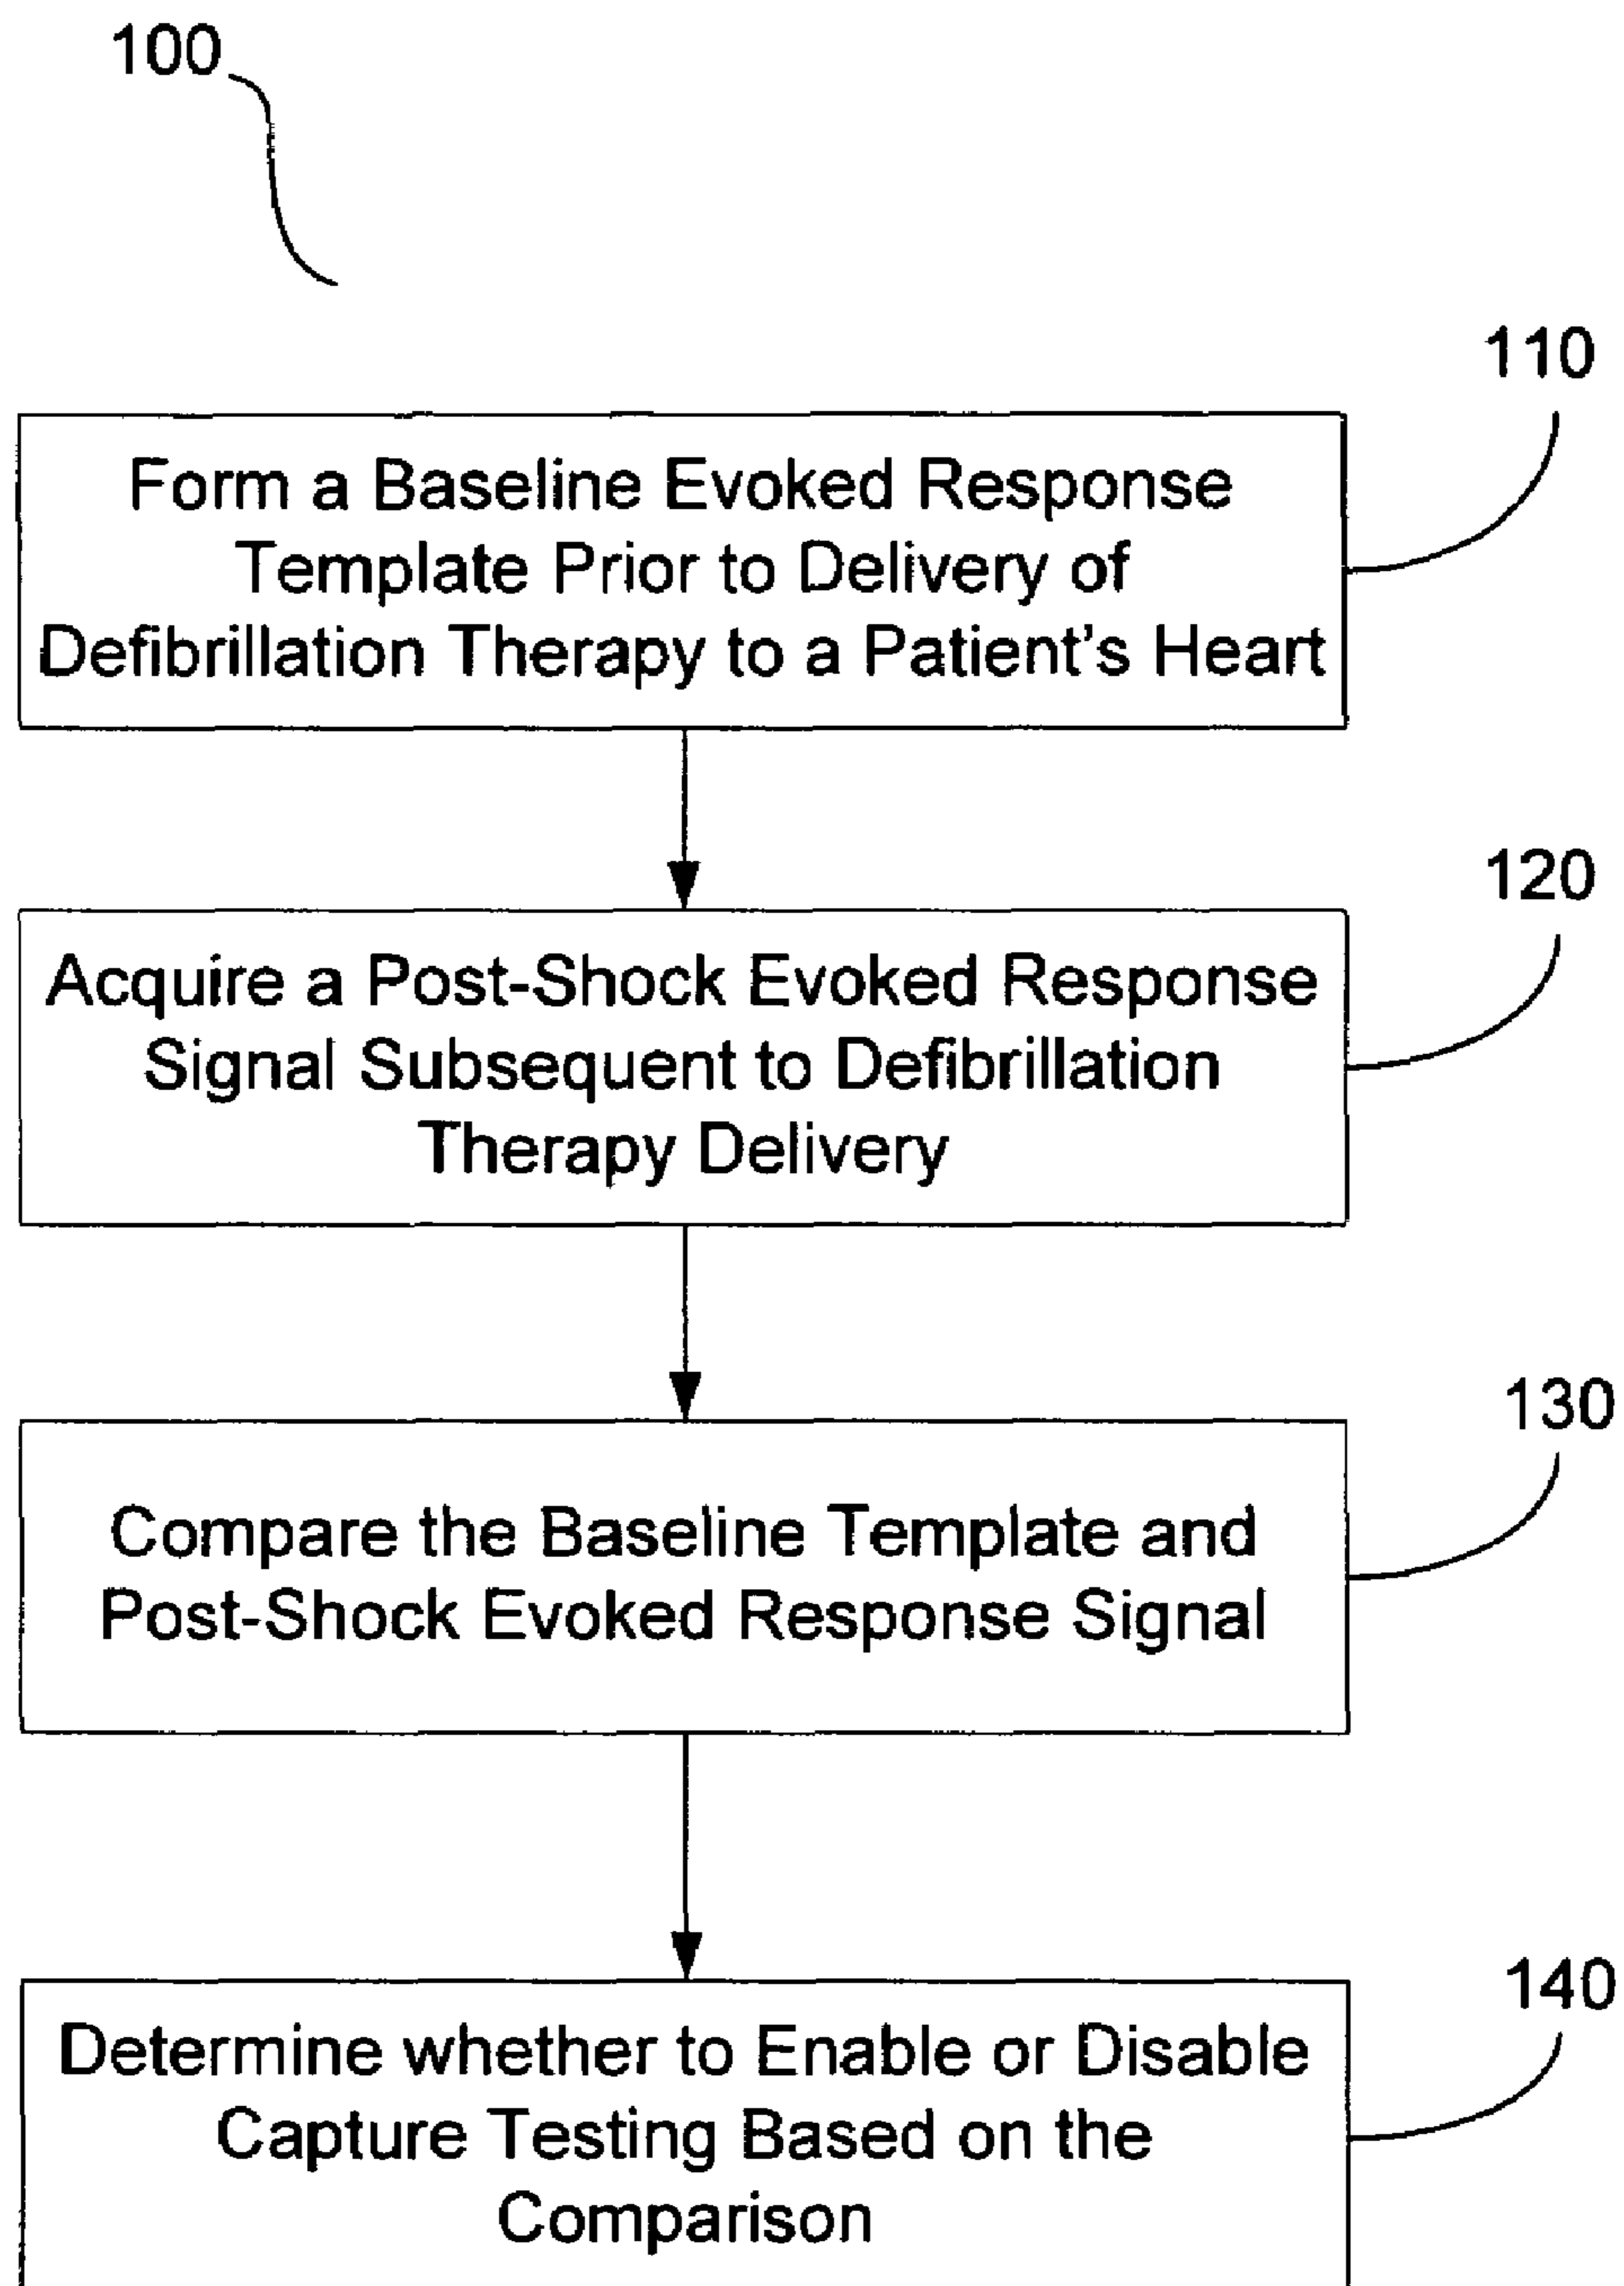 100
110
Form a Baseline Evoked Response
Template Prior to Delivery of
Defibrillation Therapy to a Patient's Heart
120
Acquire a Post-Shock Evoked Response
Signal Subsequent to Defibrillation
Therapy Delivery
130
Compare the Baseline Template and
Post-Shock Evoked Response Signal
140
Determine whether to Enable or Disable
Capture Testing Based on the
Comparison